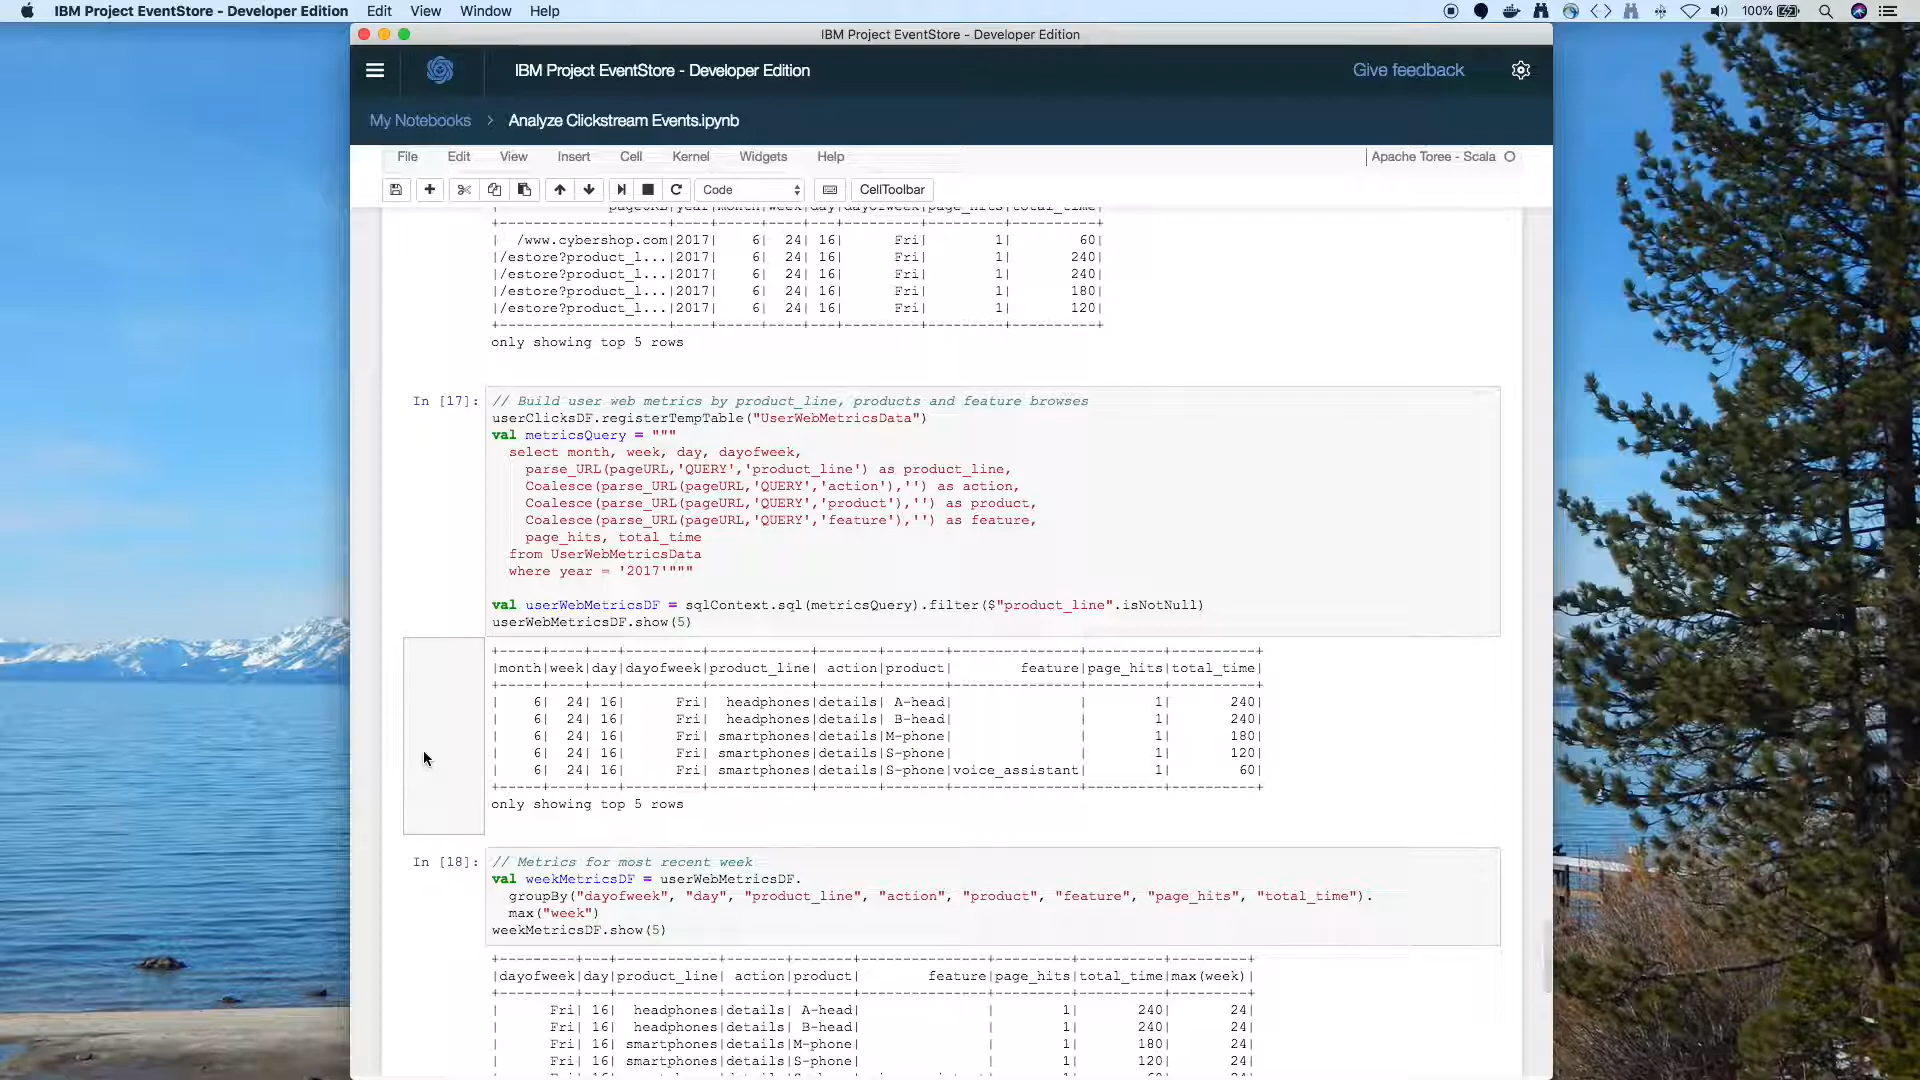 IBM Project EventStore - Developer Edition Edit View Window Help
100%
IBM Project EventStore - Developer Edition
IBM Project EventStore - Developer Edition Give feedback
My Notebooks > Analyze Clickstream Events.ipynb
File Edit View Insert Cell Kernel Widgets Help Apache Toree - Scala
Code CellToolbar
| pageURL|year|month|week|day|dayofweek|page_hits|total_time|
+--------------------+----+-----+----+---+---------+---------+----------+
| /www.cybershop.com|2017| 6| 24| 16| Fri| 1| 60|
|/estore?product_l...|2017| 6| 24| 16| Fri| 1| 240|
|/estore?product_l...|2017| 6| 24| 16| Fri| 1| 240|
|/estore?product_l...|2017| 6| 24| 16| Fri| 1| 180|
|/estore?product_l...|2017| 6| 24| 16| Fri| 1| 120|
+--------------------+----+-----+----+---+---------+---------+----------+
only showing top 5 rows
In [17]: // Build user web metrics by product_line, products and feature browses
userClicksDF.registerTempTable("UserWebMetricsData")
val metricsQuery = """
select month, week, day, dayofweek,
parse_URL(pageURL,'QUERY','product_line') as product_line,
Coalesce(parse_URL(pageURL,'QUERY','action'),'') as action,
Coalesce(parse_URL(pageURL,'QUERY','product'),'') as product,
Coalesce(parse_URL(pageURL,'QUERY','feature'),'') as feature,
page_hits, total_time
from UserWebMetricsData
where year = '2017'"""
val userWebMetricsDF = sqlContext.sql(metricsQuery).filter($"product_line".isNotNull)
userWebMetricsDF.show(5)
+-----+----+---+---------+------------+-------+-------+---------------+---------+----------+
|month|week|day|dayofweek|product_line| action|product| feature|page_hits|total_time|
+-----+----+---+---------+------------+-------+-------+---------------+---------+----------+
| 6| 24| 16| Fri| headphones|details| A-head| | 1| 240|
| 6| 24| 16| Fri| headphones|details| B-head| | 1| 240|
| 6| 24| 16| Fri| smartphones|details|M-phone| | 1| 180|
| 6| 24| 16| Fri| smartphones|details|S-phone| | 1| 120|
| 6| 24| 16| Fri| smartphones|details|S-phone|voice_assistant| 1| 60|
+-----+----+---+---------+------------+-------+-------+---------------+---------+----------+
only showing top 5 rows
In [18]: // Metrics for most recent week
val weekMetricsDF = userWebMetricsDF.
groupBy("dayofweek", "day", "product_line", "action", "product", "feature", "page_hits", "total_time").
max("week")
weekMetricsDF.show(5)
+---------+---+------------+-------+-------+---------------+---------+----------+---------+
|dayofweek|day|product_line| action|product| feature|page_hits|total_time|max(week)|
+---------+---+------------+-------+-------+---------------+---------+----------+---------+
| Fri| 16| headphones|details| A-head| | 1| 240| 24|
| Fri| 16| headphones|details| B-head| | 1| 240| 24|
| Fri| 16| smartphones|details|M-phone| | 1| 180| 24|
| Fri| 16| smartphones|details|S-phone| | 1| 120| 24|